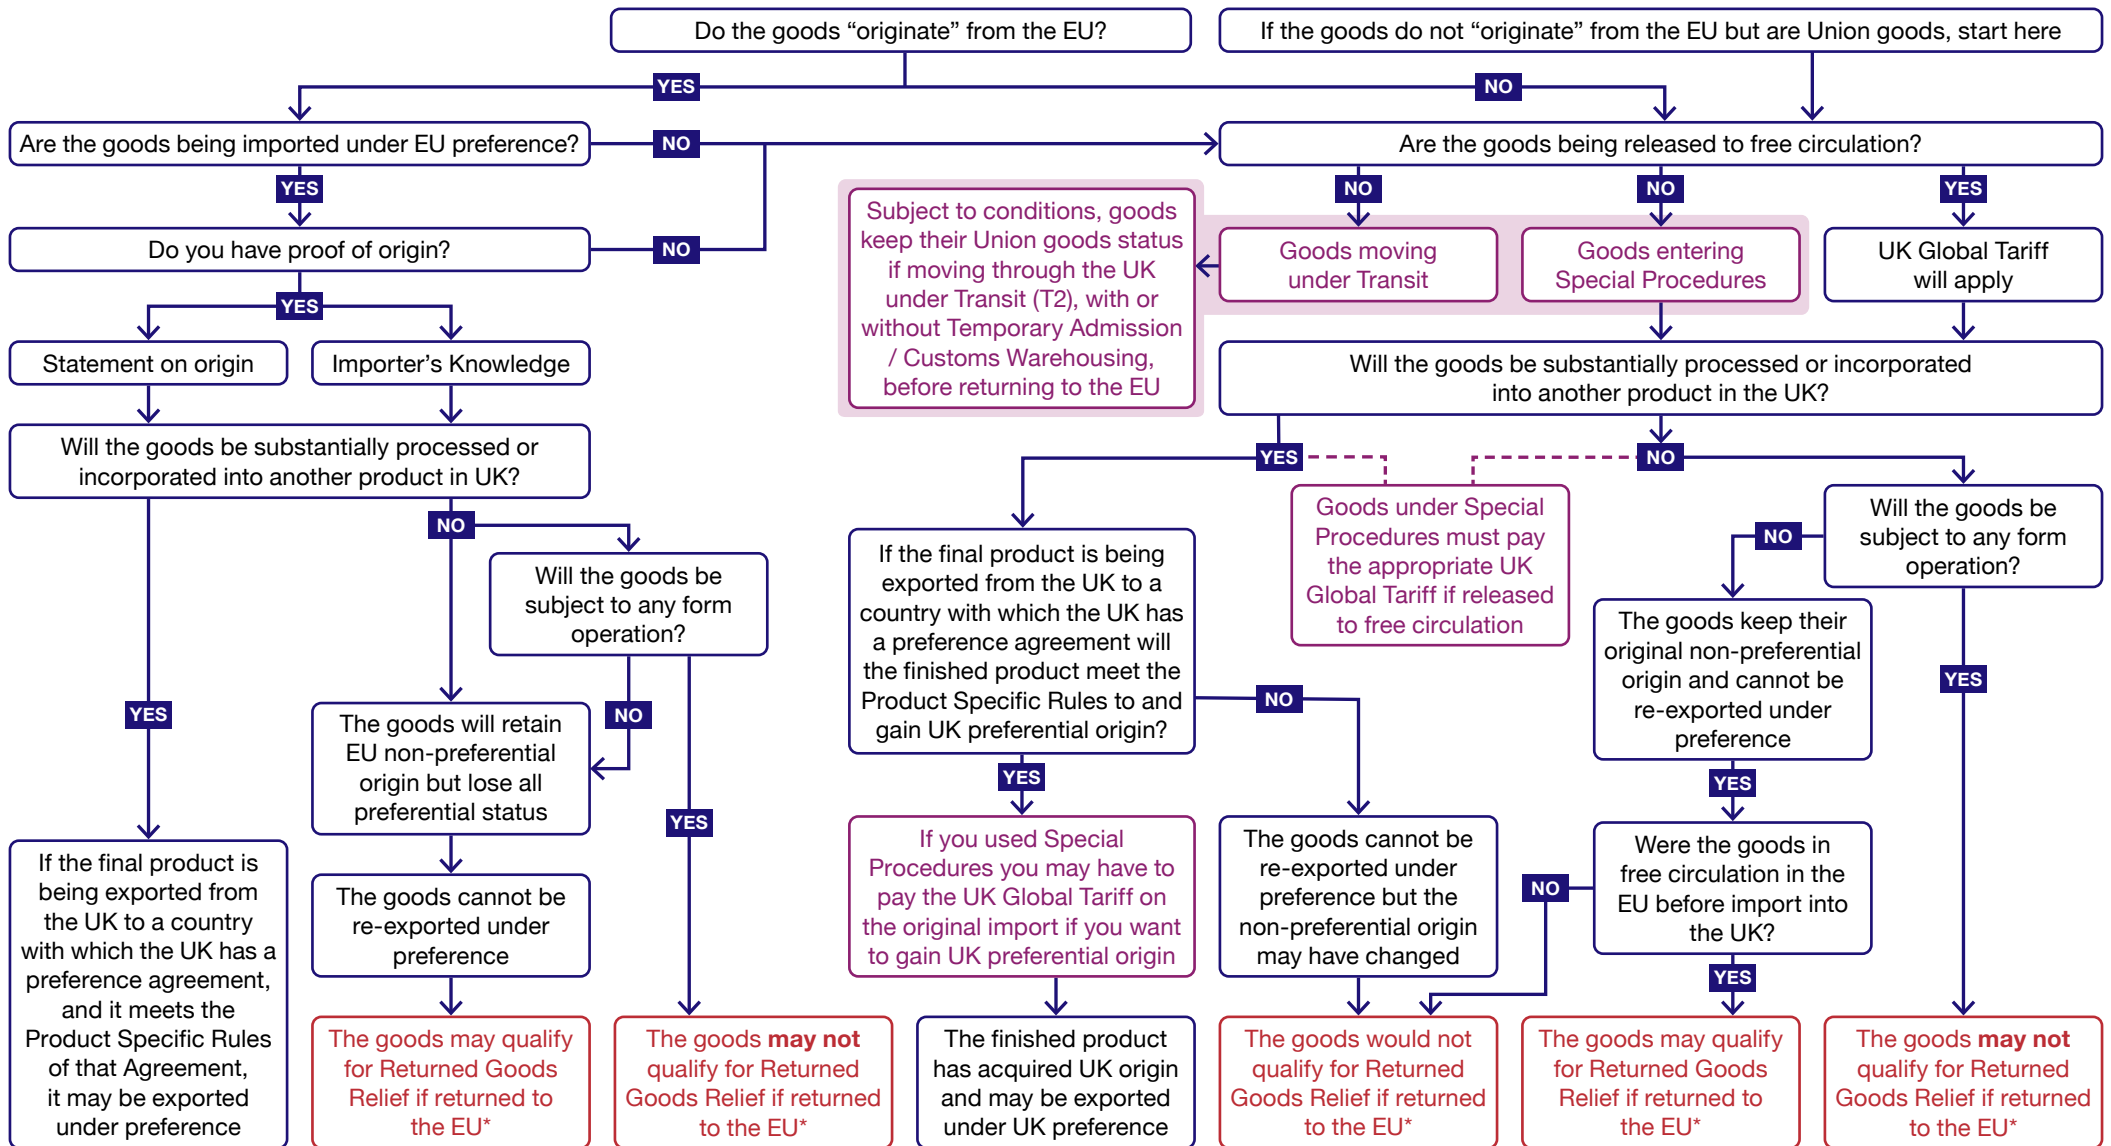 Do the goods “originate” from the EU?
If the goods do not “originate” from the EU but are Union goods, start here
YES
NO
Are the goods being imported under EU preference?
NO
Are the goods being released to free circulation?
YES
NO
NO
YES
Do you have proof of origin?
NO
Subject to conditions, goods
keep their Union goods status
if moving through the UK
under Transit (T2), with or
without Temporary Admission
/ Customs Warehousing,
before returning to the EU
Goods moving
under Transit
Goods entering
Special Procedures
UK Global Tariff
will apply
YES
Statement on origin
Importer’s Knowledge
Will the goods be substantially processed or incorporated
into another product in the UK?
Will the goods be substantially processed or
incorporated into another product in UK?
YES
NO
Goods under Special
Procedures must pay
the appropriate UK
Global Tariff if released
to free circulation
Will the goods be
subject to any form
operation?
NO
NO
Will the goods be
subject to any form
operation?
If the final product is being
exported from the UK to a
country with which the UK has
a preference agreement will
the finished product meet the
Product Specific Rules to and
gain UK preferential origin?
The goods keep their
original non-preferential
origin and cannot be
re-exported under
preference
YES
YES
NO
NO
The goods will retain
EU non-preferential
origin but lose all
preferential status
YES
YES
YES
If the final product is
being exported from
the UK to a country
with which the UK has a
preference agreement,
and it meets the
Product Specific Rules
of that Agreement,
it may be exported
under preference
The goods cannot be
re-exported under
preference
If you used Special
Procedures you may have to
pay the UK Global Tariff on
the original import if you want
to gain UK preferential origin
The goods cannot be
re-exported under
preference but the
non-preferential origin
may have changed
NO
Were the goods in
free circulation in the
EU before import into
the UK?
YES
The goods may qualify
for Returned Goods
Relief if returned to
the EU*
The goods may not
qualify for Returned
Goods Relief if returned
to the EU*
The finished product
has acquired UK origin
and may be exported
under UK preference
The goods would not
qualify for Returned
Goods Relief if returned
to the EU*
The goods may qualify
for Returned Goods
Relief if returned to
the EU*
The goods may not
qualify for Returned
Goods Relief if returned
to the EU*